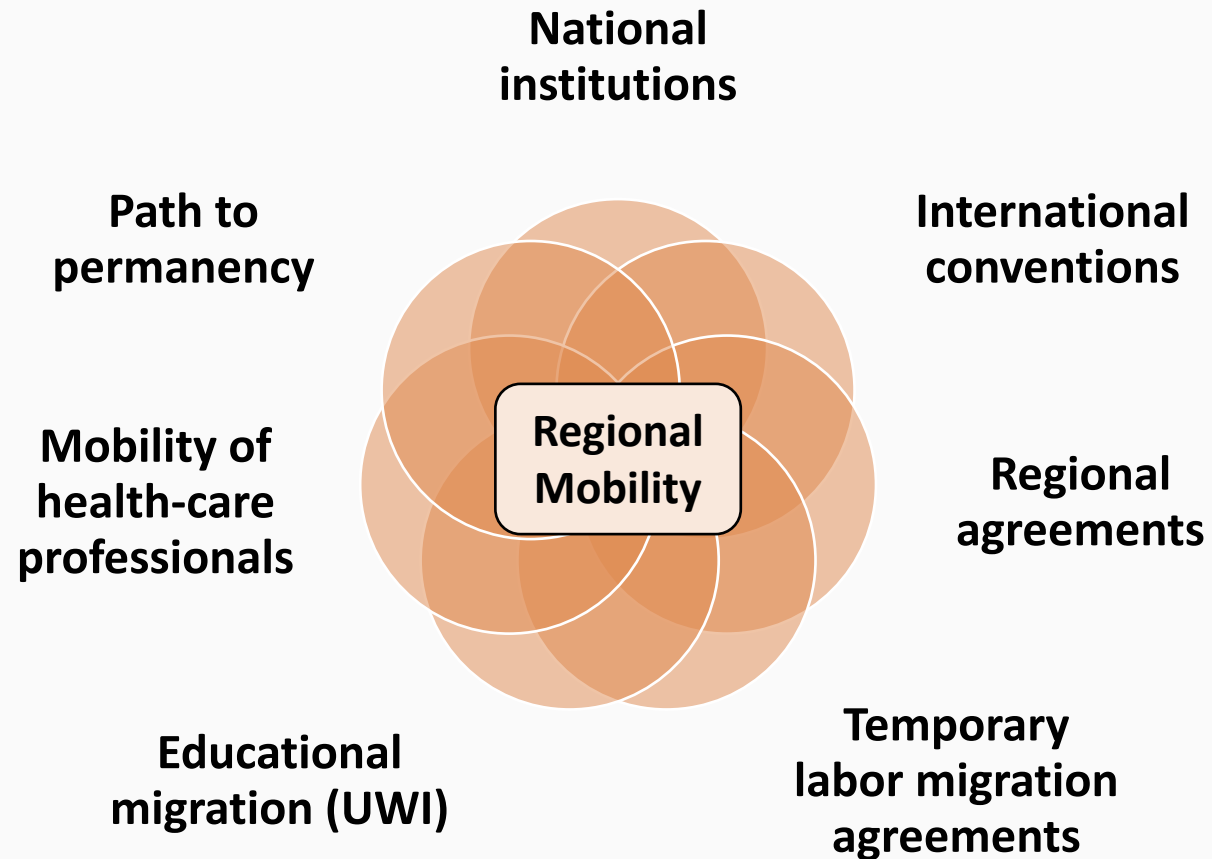 National
institutions
Path to
permanency
International
conventions
Regional
Mobility
Mobility of
health-care
professionals
Regional
agreements
Educational
migration (UWI)
Temporary
labor migration
agreements